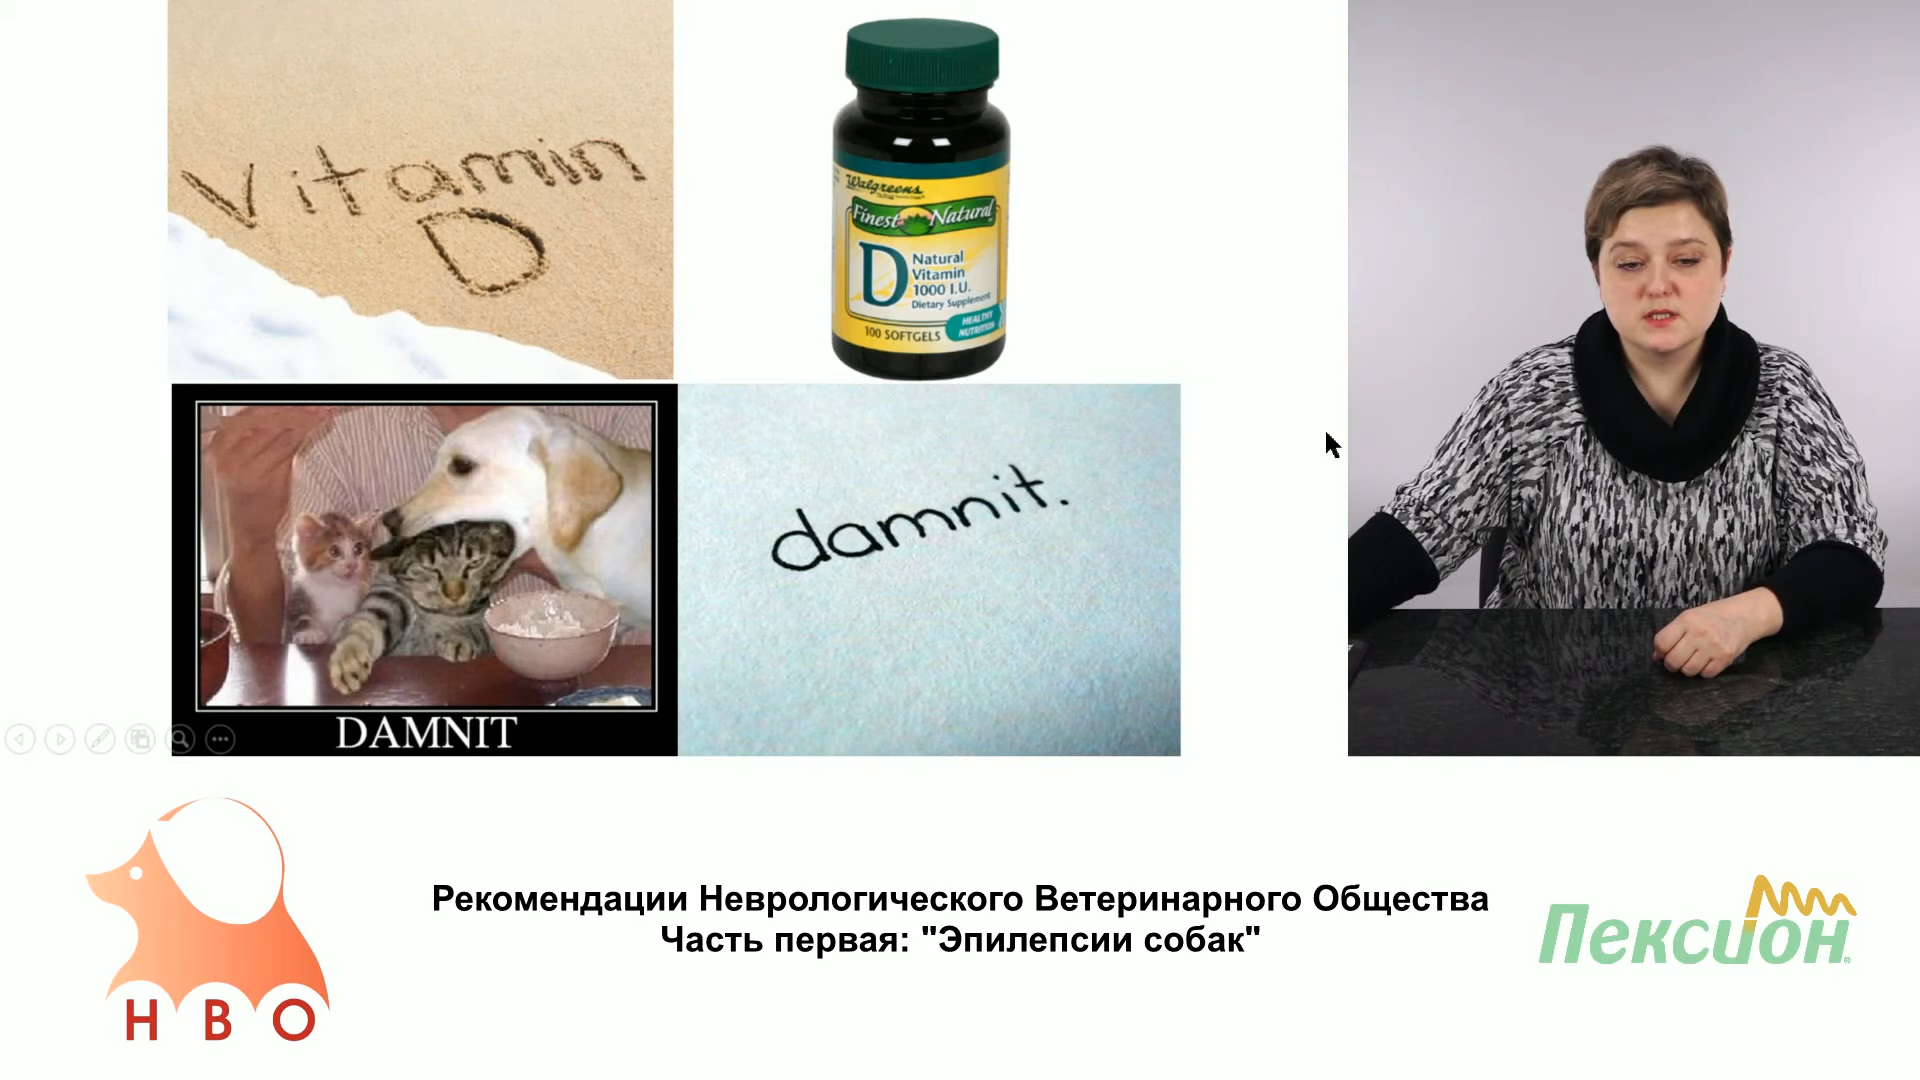 Vitamin
D
Walgreens
Finest Natural
D
Natural
Vitamin
1000 I.U.
Dietary Supplement
HEALTHY
NUTRITION
100 SOFTGELS
DAMNIT
damnit.
НВО
Рекомендации Неврологического Ветеринарного Общества
Часть первая: "Эпилепсии собак"
Пексион®